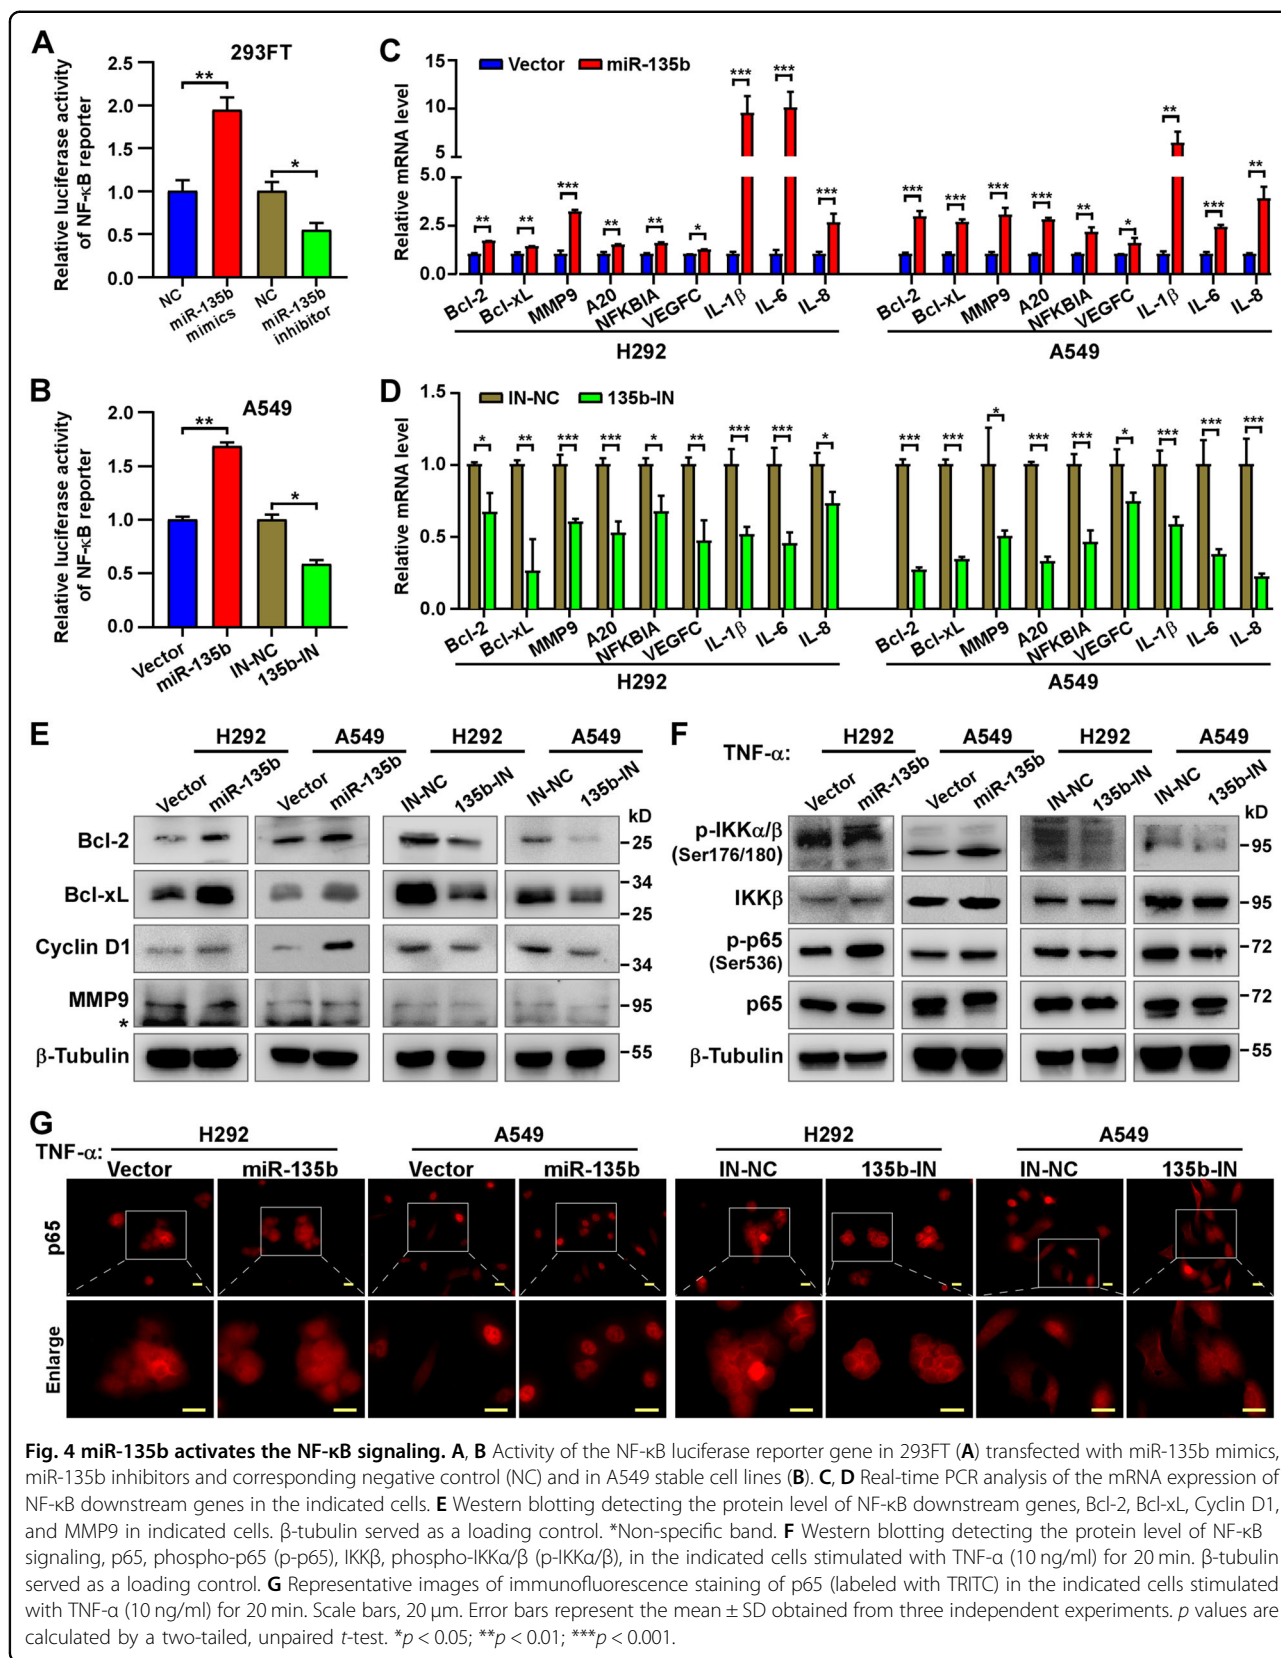 A
293FT
Relative luciferase activity
of NF-κB reporter
2.5
2.0
1.5
1.0
0.5
0.0
**
*
NC
miR-135b
mimics
NC
miR-135b
inhibitor
B
A549
Relative luciferase activity
of NF-κB reporter
2.0
1.5
1.0
0.5
0.0
**
*
Vector
miR-135b
IN-NC
135b-IN
C
Vector miR-135b
Relative mRNA level
15
10
5
5.0
2.5
0.0
** ** *** ** ** * *** *** ***
*** *** *** *** ** * ** *** **
Bcl-2 Bcl-xL MMP9 A20 NFKBIA VEGFC IL-1β IL-6 IL-8
H292
Bcl-2 Bcl-xL MMP9 A20 NFKBIA VEGFC IL-1β IL-6 IL-8
A549
D
IN-NC 135b-IN
Relative mRNA level
1.5
1.0
0.5
0.0
* ** *** *** * ** *** *** *
*** *** * *** *** * *** *** ***
Bcl-2 Bcl-xL MMP9 A20 NFKBIA VEGFC IL-1β IL-6 IL-8
H292
Bcl-2 Bcl-xL MMP9 A20 NFKBIA VEGFC IL-1β IL-6 IL-8
A549
E
H292 A549 H292 A549
Vector miR-135b Vector miR-135b IN-NC 135b-IN IN-NC 135b-IN
kD
Bcl-2
25
Bcl-xL
34
25
Cyclin D1
34
MMP9
95
*
β-Tubulin
55
F
H292 A549 H292 A549
TNF-α:
Vector miR-135b Vector miR-135b IN-NC 135b-IN IN-NC 135b-IN
kD
p-IKKα/β
(Ser176/180)
95
IKKβ
95
p-p65
(Ser536)
72
p65
72
β-Tubulin
55
G
H292 A549 H292 A549
TNF-α:
Vector miR-135b Vector miR-135b IN-NC 135b-IN IN-NC 135b-IN
p65
Enlarge
Fig. 4 miR-135b activates the NF-κB signaling. A, B Activity of the NF-κB luciferase reporter gene in 293FT (A) transfected with miR-135b mimics,
miR-135b inhibitors and corresponding negative control (NC) and in A549 stable cell lines (B). C, D Real-time PCR analysis of the mRNA expression of
NF-κB downstream genes in the indicated cells. E Western blotting detecting the protein level of NF-κB downstream genes, Bcl-2, Bcl-xL, Cyclin D1,
and MMP9 in indicated cells. β-tubulin served as a loading control. *Non-specific band. F Western blotting detecting the protein level of NF-κB
signaling, p65, phospho-p65 (p-p65), IKKβ, phospho-IKKα/β (p-IKKα/β), in the indicated cells stimulated with TNF-α (10 ng/ml) for 20 min. β-tubulin
served as a loading control. G Representative images of immunofluorescence staining of p65 (labeled with TRITC) in the indicated cells stimulated
with TNF-α (10 ng/ml) for 20 min. Scale bars, 20 μm. Error bars represent the mean ± SD obtained from three independent experiments. p values are
calculated by a two-tailed, unpaired t-test. *p < 0.05; **p < 0.01; ***p < 0.001.